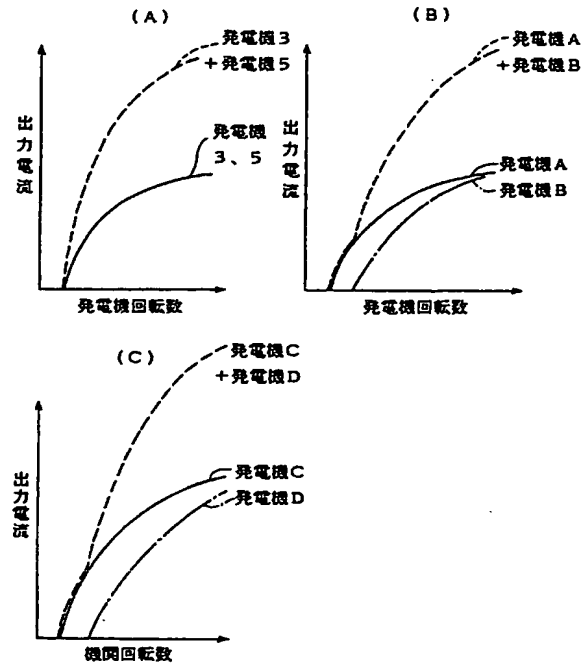 (A)
発電機3
+発電機5
発電機
3、5
出力電流
発電機回転数
(B)
発電機A
+発電機B
発電機A
発電機B
出力電流
発電機回転数
(C)
発電機C
+発電機D
発電機C
発電機D
出力電流
機関回転数